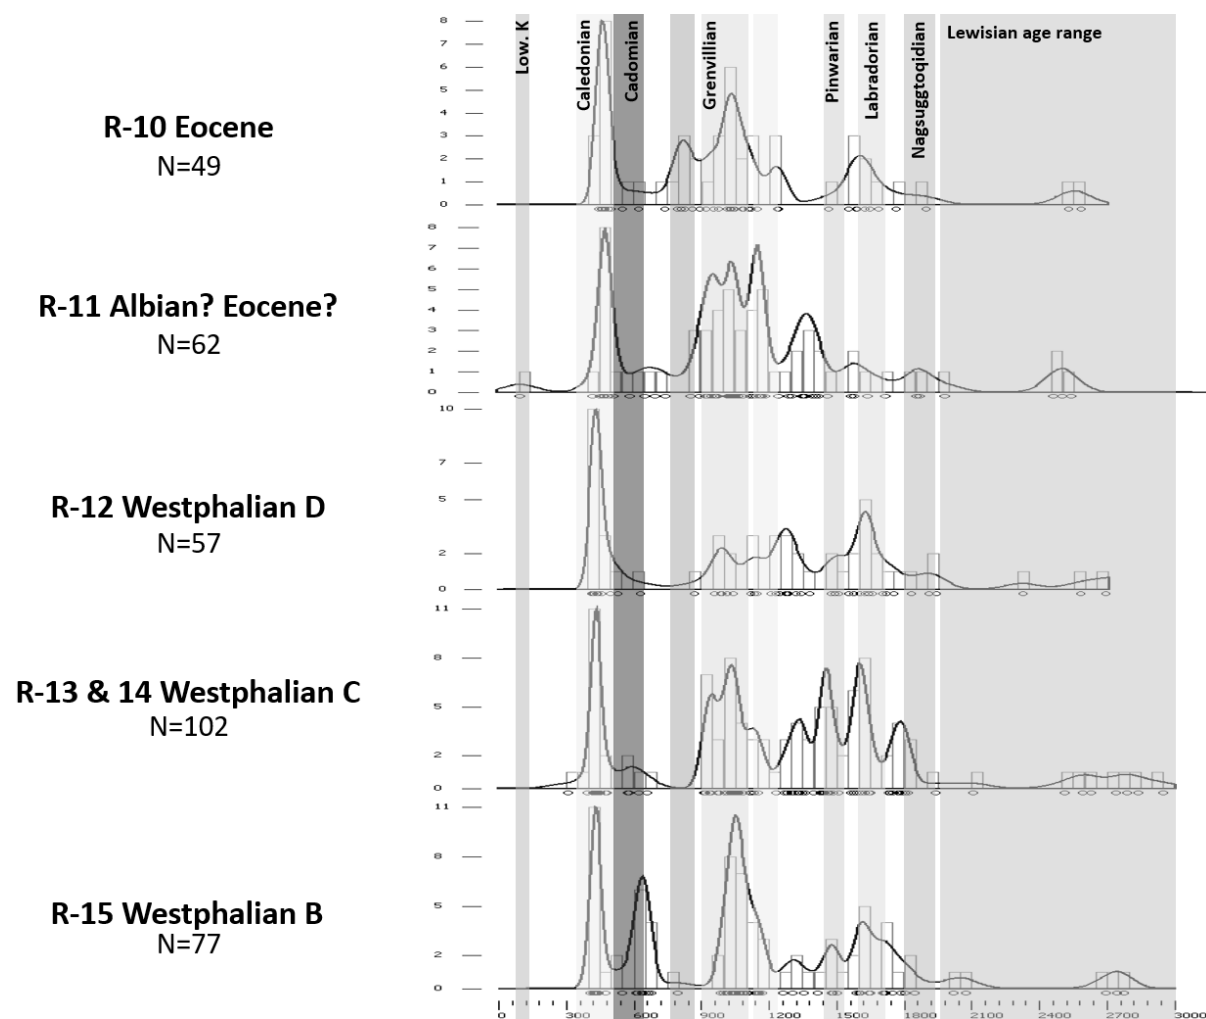 Low. K
Caledonian
Cadomian
Grenvillian
Pinwarian
Labradorian
Nagsuggtoqidian
Lewisian age range
8
7
6
5
4
3
2
1
0
R-10 Eocene
N=49
8
7
6
5
4
3
2
1
0
R-11 Albian? Eocene?
N=62
10
7
5
2
0
R-12 Westphalian D
N=57
11
8
5
2
0
R-13 & 14 Westphalian C
N=102
11
8
5
2
0
R-15 Westphalian B
N=77
0 300 600 900 1200 1500 1800 2100 2400 2700 3000